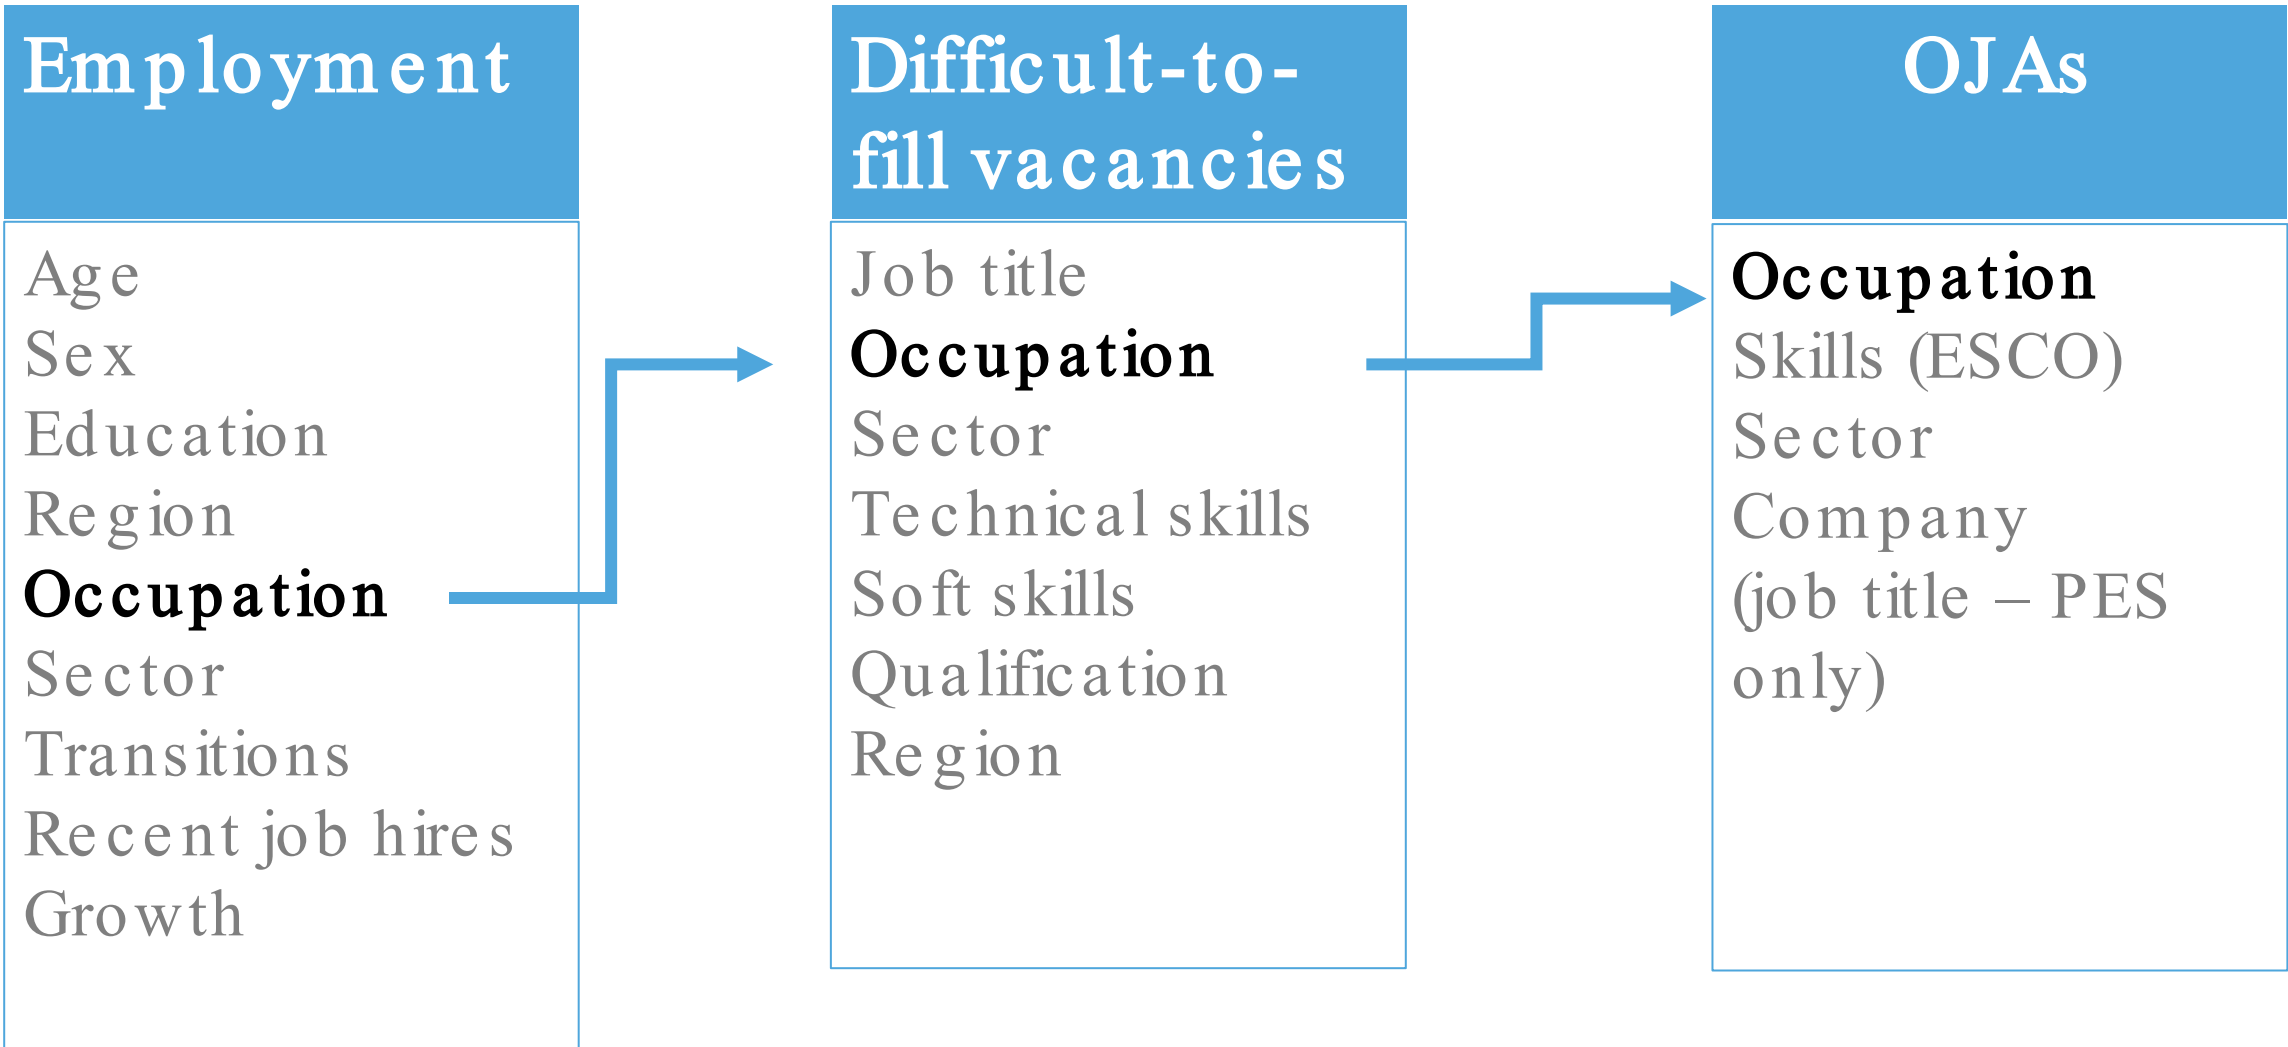 Employment
Age
Sex
Education
Region
Occupation
Sector
Transitions
Recent job hires
Growth
Difficult-to-
fill vacancies
Job title
Occupation
Sector
Technical skills
Soft skills
Qualification
Region
OJAs
Occupation
Skills (ESCO)
Sector
Company
(job title – PES
only)